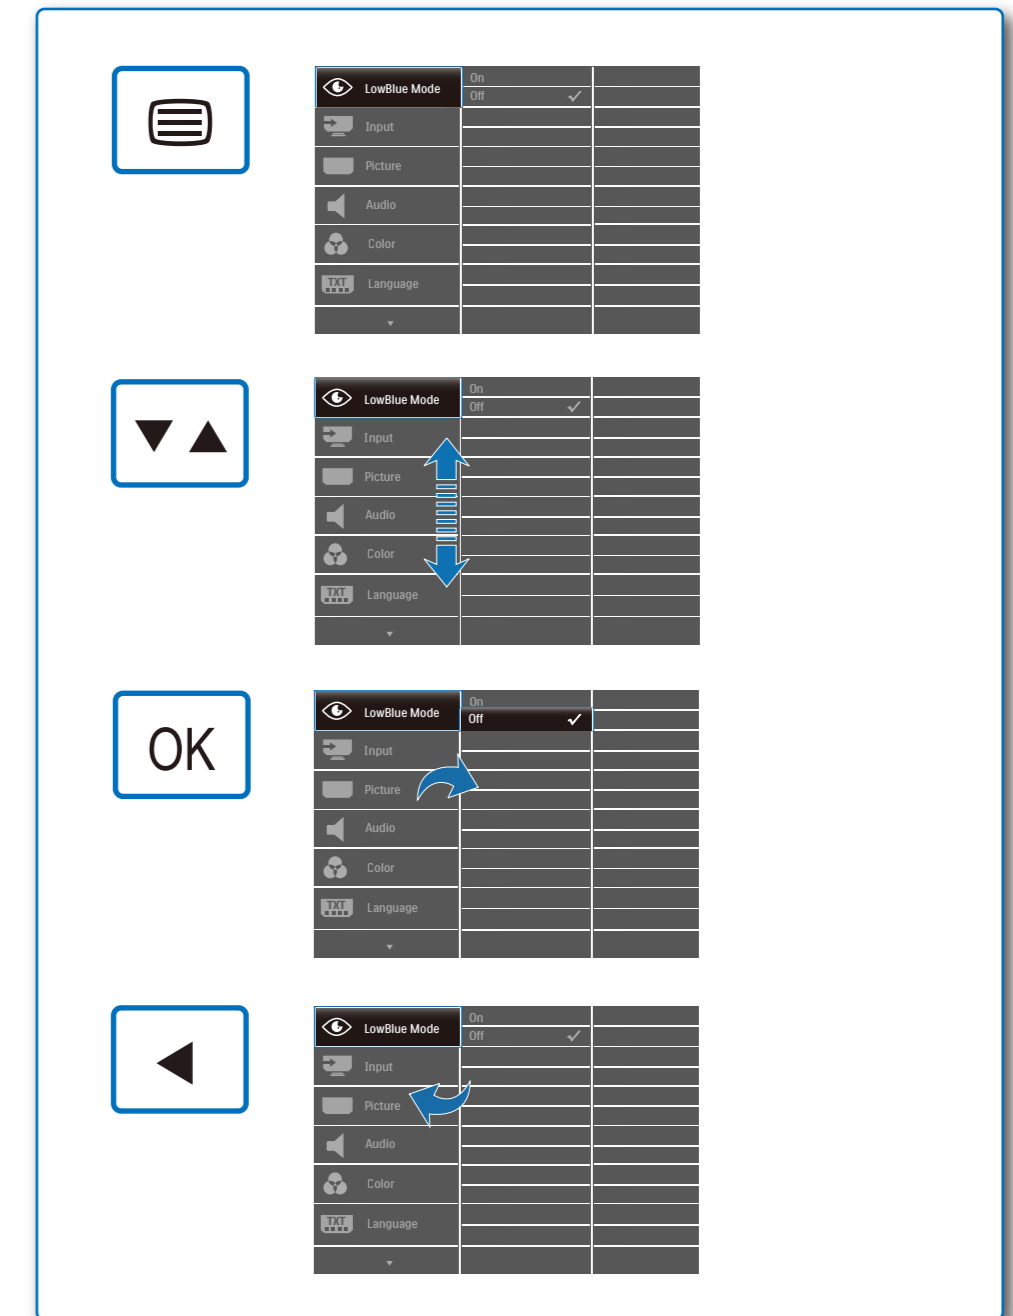 On
LowBlue Mode
Off
Input
Picture
Audio
Color
TXT
Language
On
LowBlue Mode
Off
Input
Picture
Audio
Color
TXT
Language
OK
On
LowBlue Mode
Off
Input
Picture
Audio
Color
TXT
Language
On
LowBlue Mode
Off
Input
Picture
Audio
Color
TXT
Language